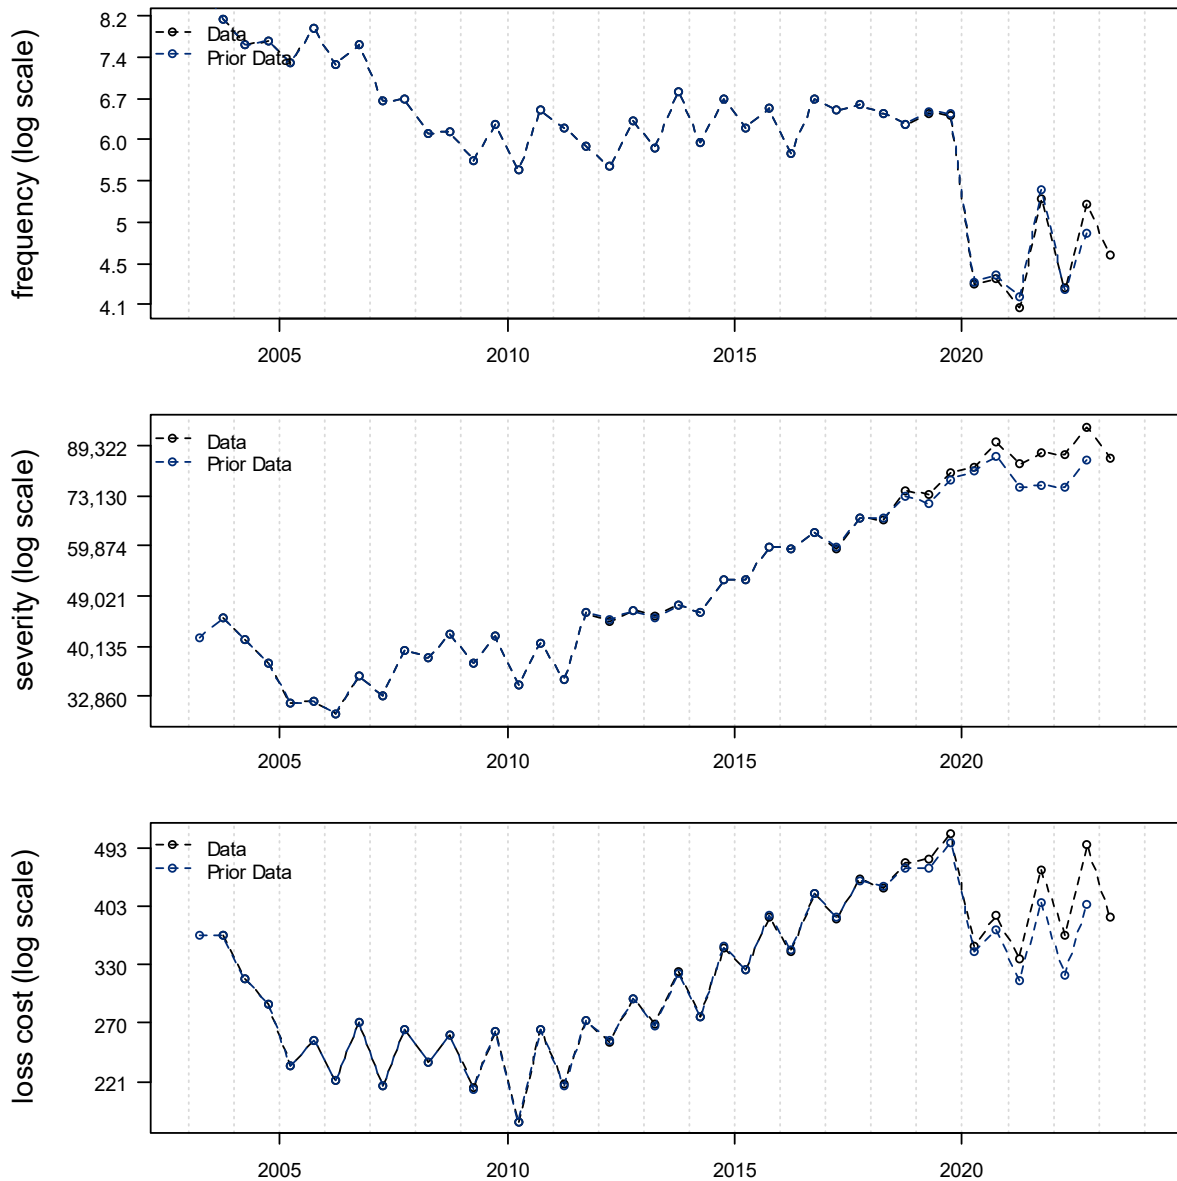 frequency (log scale)
8.2
7.4
6.7
6.0
5.5
5
4.5
4.1
Data
Prior Data
2005 2010 2015 2020
severity (log scale)
89,322
73,130
59,874
49,021
40,135
32,860
Data
Prior Data
2005 2010 2015 2020
loss cost (log scale)
493
403
330
270
221
Data
Prior Data
2005 2010 2015 2020